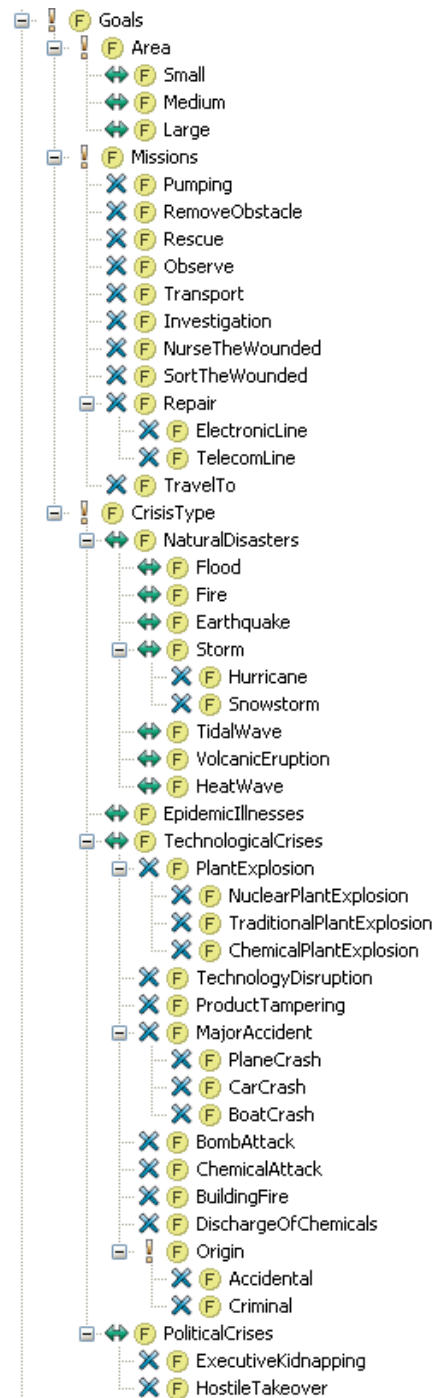 F Goals
F Area
F Small
F Medium
F Large
F Missions
F Pumping
F RemoveObstacle
F Rescue
F Observe
F Transport
F Investigation
F NurseTheWounded
F SortTheWounded
F Repair
F ElectronicLine
F TelecomLine
F TravelTo
F CrisisType
F NaturalDisasters
F Flood
F Fire
F Earthquake
F Storm
F Hurricane
F Snowstorm
F TidalWave
F VolcanicEruption
F HeatWave
F EpidemicIllnesses
F TechnologicalCrises
F PlantExplosion
F NuclearPlantExplosion
F TraditionalPlantExplosion
F ChemicalPlantExplosion
F TechnologyDisruption
F ProductTampering
F MajorAccident
F PlaneCrash
F CarCrash
F BoatCrash
F BombAttack
F ChemicalAttack
F BuildingFire
F DischargeOfChemicals
F Origin
F Accidental
F Criminal
F PoliticalCrises
F ExecutiveKidnapping
F HostileTakeover